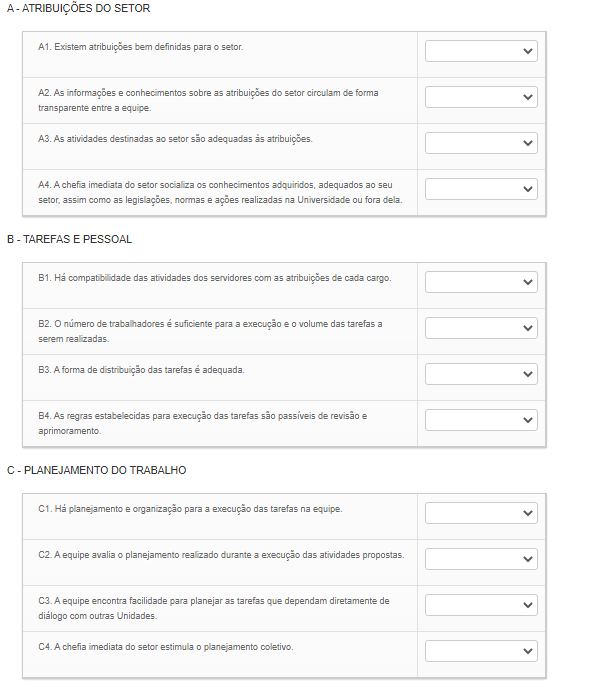 A - ATRIBUIÇÕES DO SETOR
A1. Existem atribuições bem definidas para o setor.
A2. As informações e conhecimentos sobre as atribuições do setor circulam de forma
transparente entre a equipe.
A3. As atividades destinadas ao setor são adequadas ás atribuições.
A4. A chefia imediata do setor socializa os conhecimentos adquiridos, adequados ao seu
setor, assim como as legislações, normas e ações realizadas na Universidade ou fora dela.
B - TAREFAS E PESSOAL
B1. Há compatibilidade das atividades dos servidores com as atribuições de cada cargo.
B2. O número de trabalhadores é suficiente para a execução e o volume das tarefas a
serem realizadas.
B3. A forma de distribuição das tarefas é adequada.
B4. As regras estabelecidas para execução das tarefas são passíveis de revisão e
aprimoramento.
C - PLANEJAMENTO DO TRABALHO
C1. Há planejamento e organização para a execução das tarefas na equipe.
C2. A equipe avalia o planejamento realizado durante a execução das atividades propostas.
C3. A equipe encontra facilidade para planejar as tarefas que dependam diretamente de
diálogo com outras Unidades.
C4. A chefia imediata do setor estimula o planejamento coletivo.